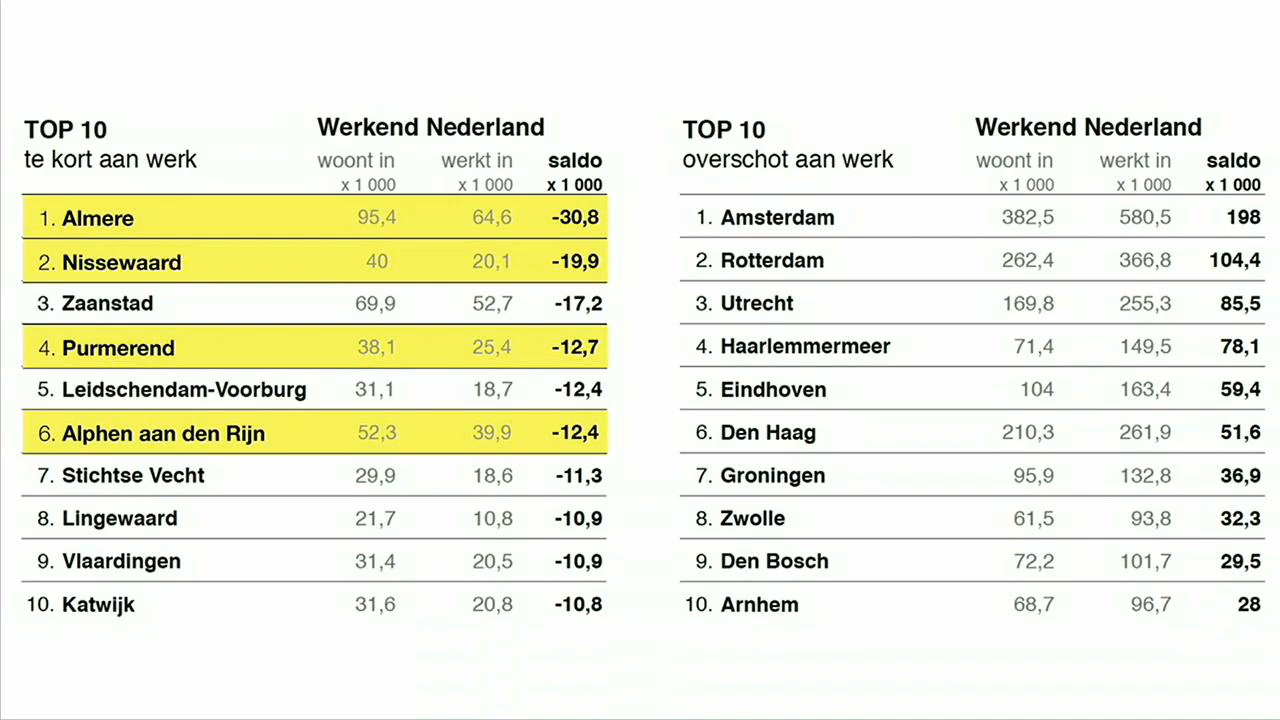 TOP 10 Werkend Nederland
te kort aan werk woont in werkt in saldo
x 1 000 x 1 000 x 1 000
1. Almere 95,4 64,6 -30,8
2. Nissewaard 40 20,1 -19,9
3. Zaanstad 69,9 52,7 -17,2
4. Purmerend 38,1 25,4 -12,7
5. Leidschendam-Voorburg 31,1 18,7 -12,4
6. Alphen aan den Rijn 52,3 39,9 -12,4
7. Stichtse Vecht 29,9 18,6 -11,3
8. Lingewaard 21,7 10,8 -10,9
9. Vlaardingen 31,4 20,5 -10,9
10. Katwijk 31,6 20,8 -10,8
TOP 10 Werkend Nederland
overschot aan werk woont in werkt in saldo
x 1 000 x 1 000 x 1 000
1. Amsterdam 382,5 580,5 198
2. Rotterdam 262,4 366,8 104,4
3. Utrecht 169,8 255,3 85,5
4. Haarlemmermeer 71,4 149,5 78,1
5. Eindhoven 104 163,4 59,4
6. Den Haag 210,3 261,9 51,6
7. Groningen 95,9 132,8 36,9
8. Zwolle 61,5 93,8 32,3
9. Den Bosch 72,2 101,7 29,5
10. Arnhem 68,7 96,7 28